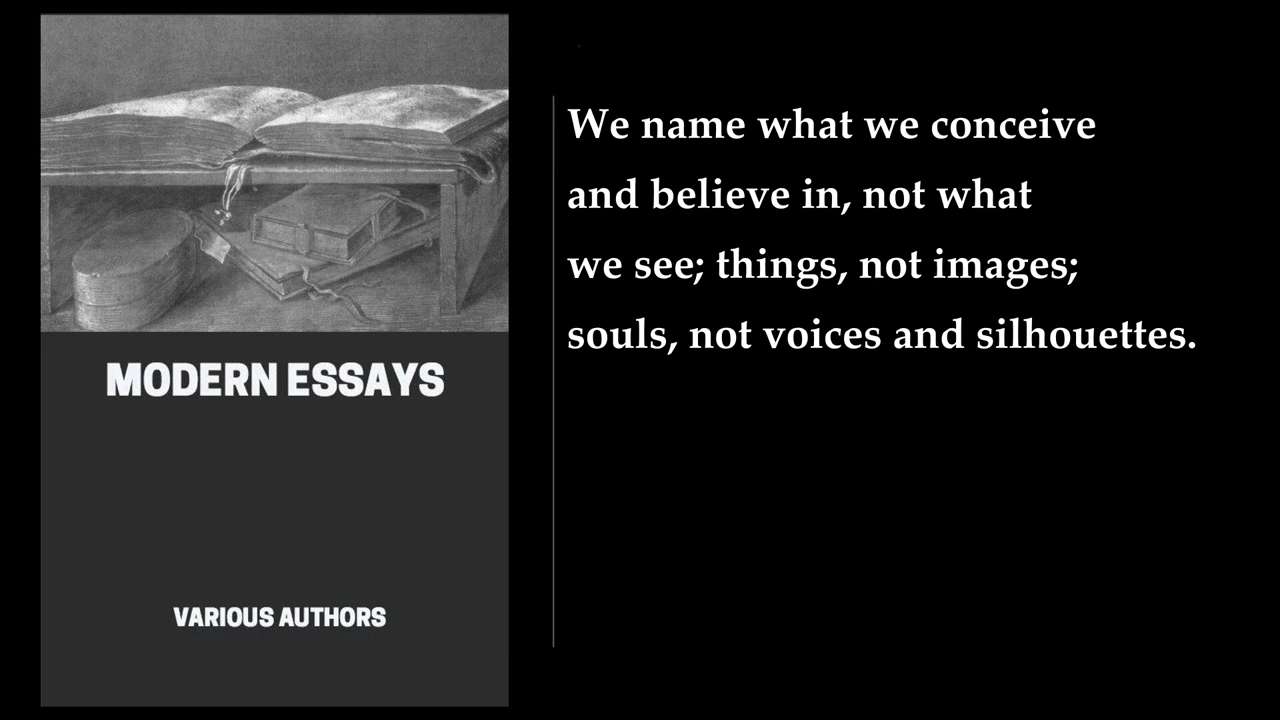 MODERN ESSAYS
VARIOUS AUTHORS
We name what we conceive
and believe in, not what
we see; things, not images;
souls, not voices and silhouettes.